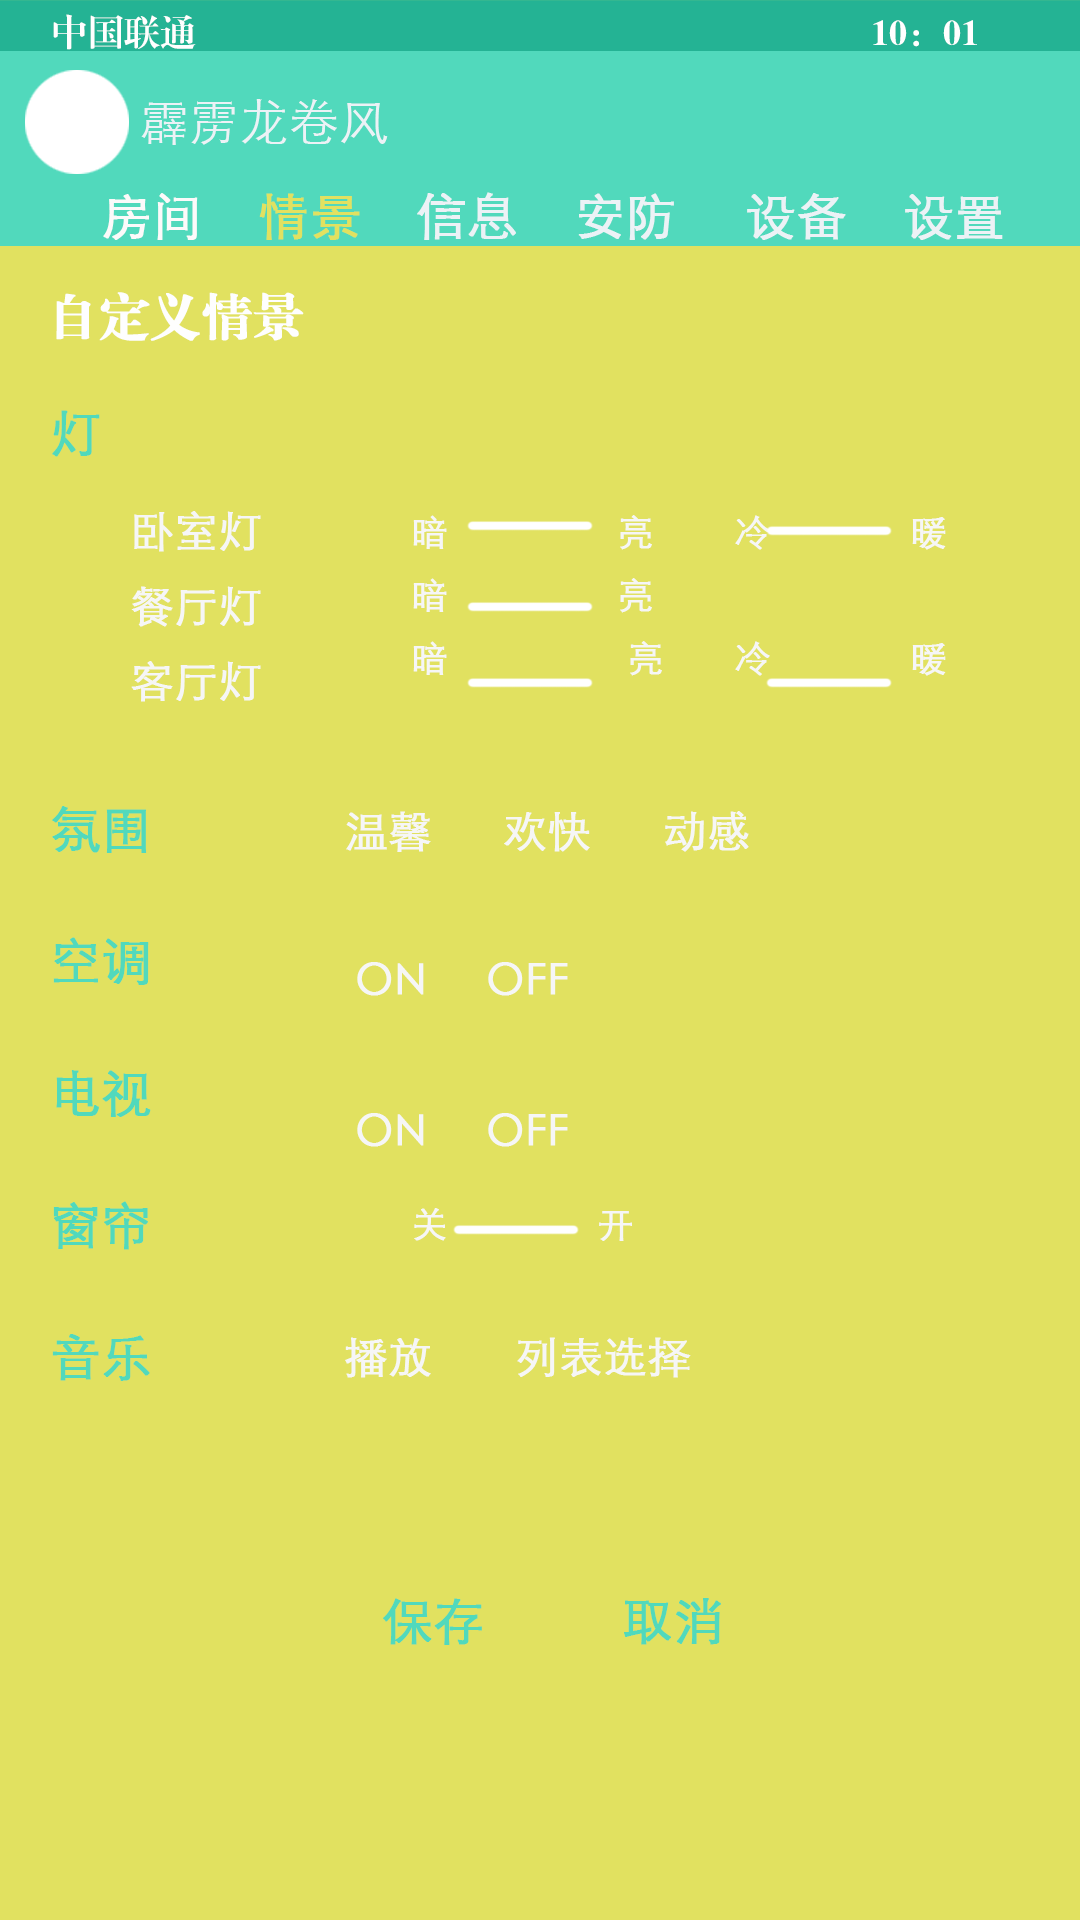 中国联通 10：01
霹雳龙卷风
房间 情景 信息 安防 设备 设置
自定义情景
灯
卧室灯 暗 亮 冷 暖
餐厅灯 暗 亮
客厅灯 暗 亮 冷 暖
氛围 温馨 欢快 动感
空调 ON OFF
电视 ON OFF
窗帘 关 开
音乐 播放 列表选择
保存 取消